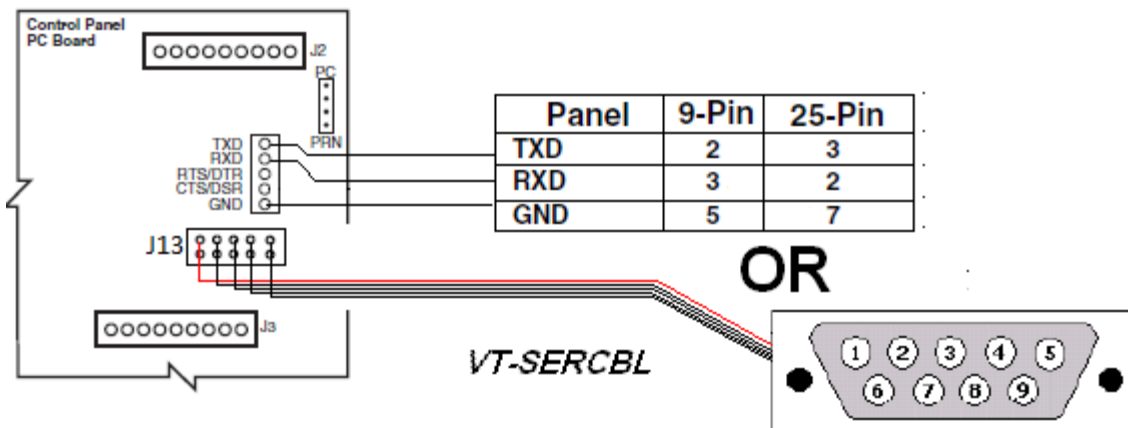 Control Panel
PC Board
J2
PC
PRN
TXD
RXD
RTS/DTR
CTS/DSR
GND
Panel 9-Pin 25-Pin
TXD 2 3
RXD 3 2
GND 5 7
J13
OR
J3
VT-SERCBL
1 2 3 4 5
6 7 8 9